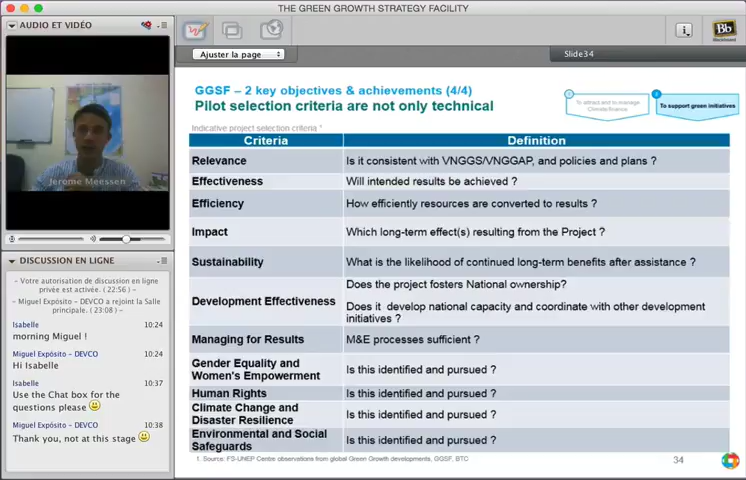 THE GREEN GROWTH STRATEGY FACILITY
AUDIO ET VIDÉO
Jerome Meessen
DISCUSSION EN LIGNE
– Votre autorisation de discussion en ligne
privée est activée. ( 22:56 ) –
– Miguel Expósito – DEVCO a rejoint la Salle
principale. ( 23:08 ) –
Isabelle 10:24
morning Miguel !
Miguel Expósito – DEVCO 10:24
Hi Isabelle
Isabelle 10:37
Use the Chat box for the
questions please
Miguel Expósito – DEVCO 10:38
Thank you, not at this stage
Ajuster la page
Slide34
Bb
GGSF – 2 key objectives & achievements (4/4)
Pilot selection criteria are not only technical
To attract and to manage
Climate finance
To support green initiatives
Indicative project selection criteria ¹
Criteria Definition
Relevance Is it consistent with VNGGS/VNGGAP, and policies and plans ?
Effectiveness Will intended results be achieved ?
Efficiency How efficiently resources are converted to results ?
Impact Which long-term effect(s) resulting from the Project ?
Sustainability What is the likelihood of continued long-term benefits after assistance ?
Development Effectiveness Does the project fosters National ownership?
Does it develop national capacity and coordinate with other development
initiatives ?
Managing for Results M&E processes sufficient ?
Gender Equality and
Women's Empowerment Is this identified and pursued ?
Human Rights Is this identified and pursued ?
Climate Change and
Disaster Resilience Is this identified and pursued ?
Environmental and Social
Safeguards Is this identified and pursued ?
1. Source: FS-UNEP Centre observations from global Green Growth developments, GGSF, BTC
34